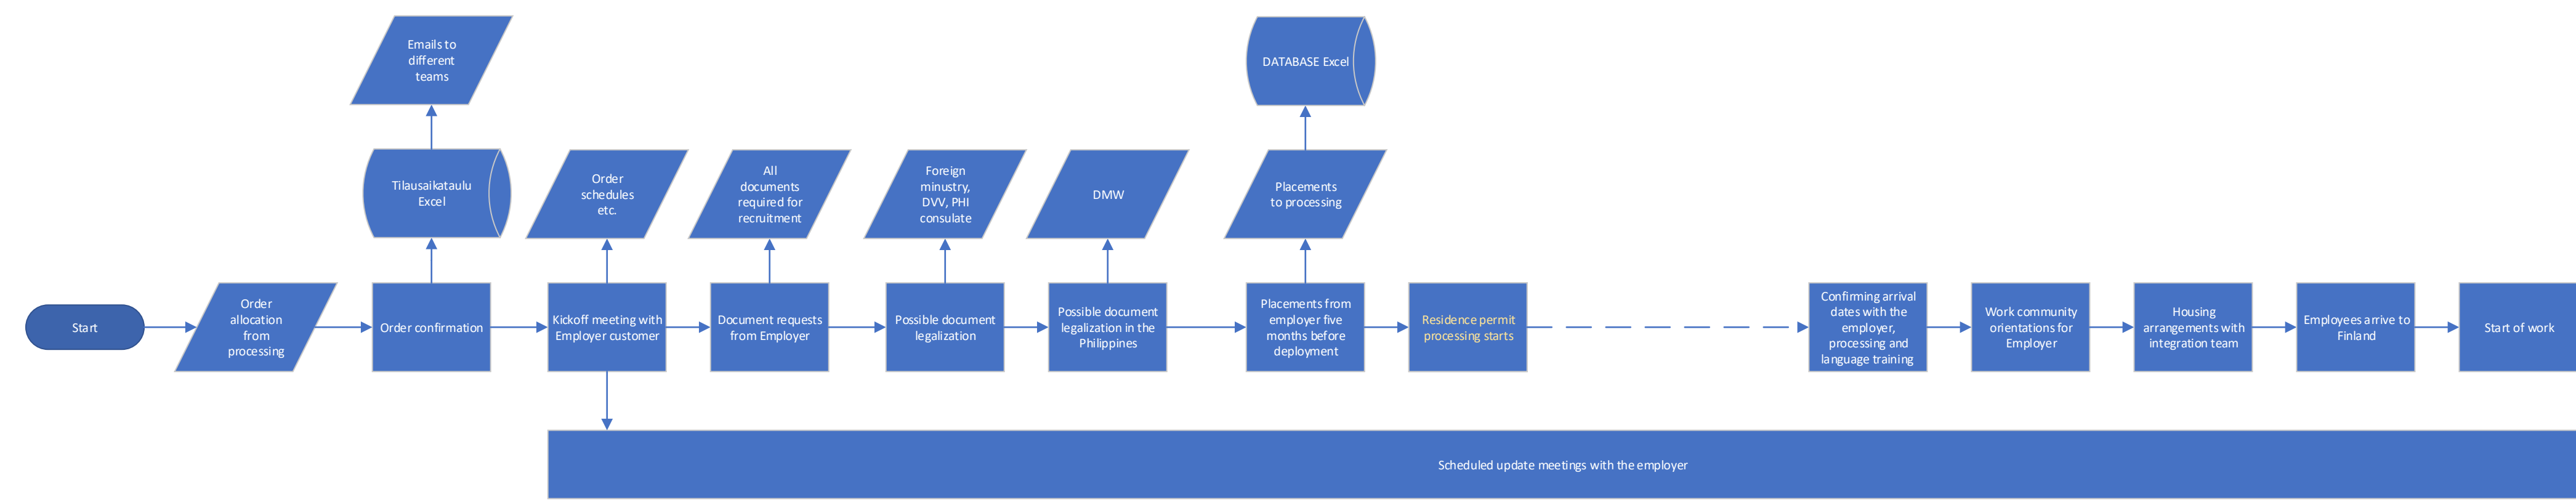 Emails to
different
teams
DATABASE Excel
Tilausaikataulu
Excel
Order
schedules
etc.
All
documents
required for
recruitment
Foreign
minustry,
DVV, PHI
consulate
DMW
Placements
to processing
Start
Order
allocation
from
processing
Order confirmation
Kickoff meeting with
Employer customer
Document requests
from Employer
Possible document
legalization
Possible document
legalization in the
Philippines
Placements from
employer five
months before
deployment
Residence permit
processing starts
Confirming arrival
dates with the
employer,
processing and
language training
Work community
orientations for
Employer
Housing
arrangements with
integration team
Employees arrive to
Finland
Start of work
Scheduled update meetings with the employer